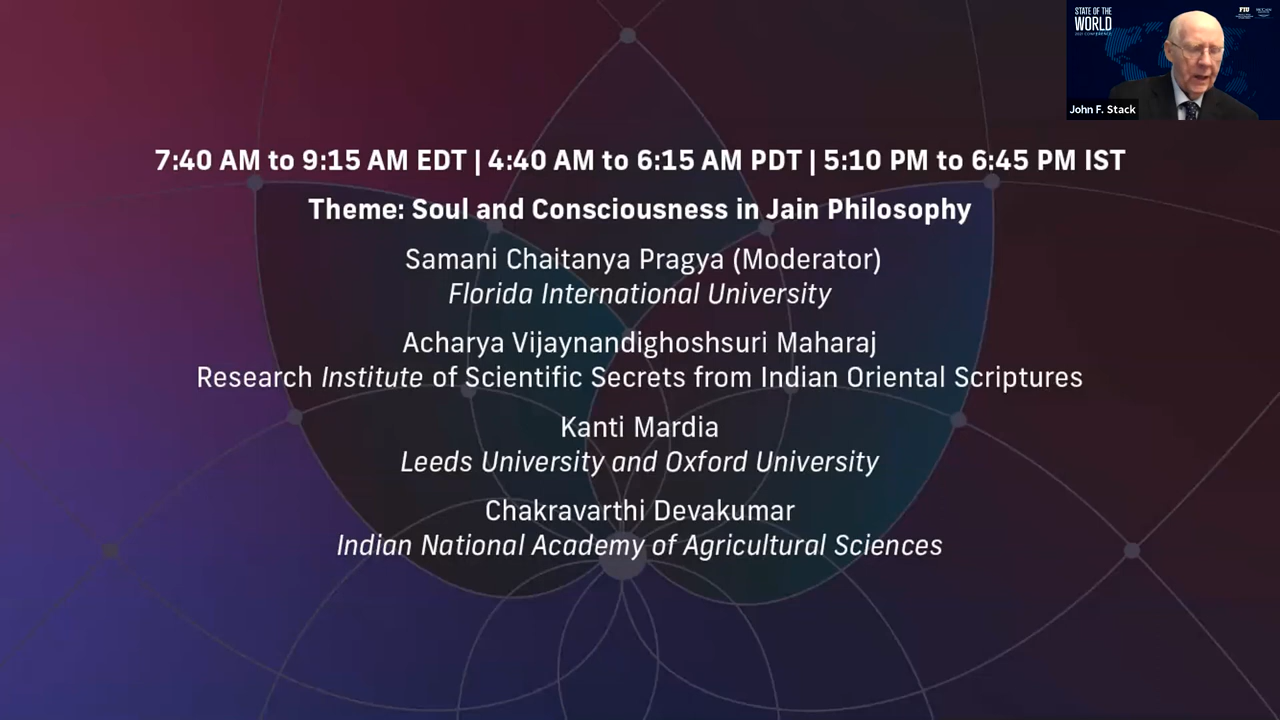 STATE OF THE
WORLD
FIU
John F. Stack
7:40 AM to 9:15 AM EDT | 4:40 AM to 6:15 AM PDT | 5:10 PM to 6:45 PM IST
Theme: Soul and Consciousness in Jain Philosophy
Samani Chaitanya Pragya (Moderator)
Florida International University
Acharya Vijaynandighoshsuri Maharaj
Research Institute of Scientific Secrets from Indian Oriental Scriptures
Kanti Mardia
Leeds University and Oxford University
Chakravarthi Devakumar
Indian National Academy of Agricultural Sciences